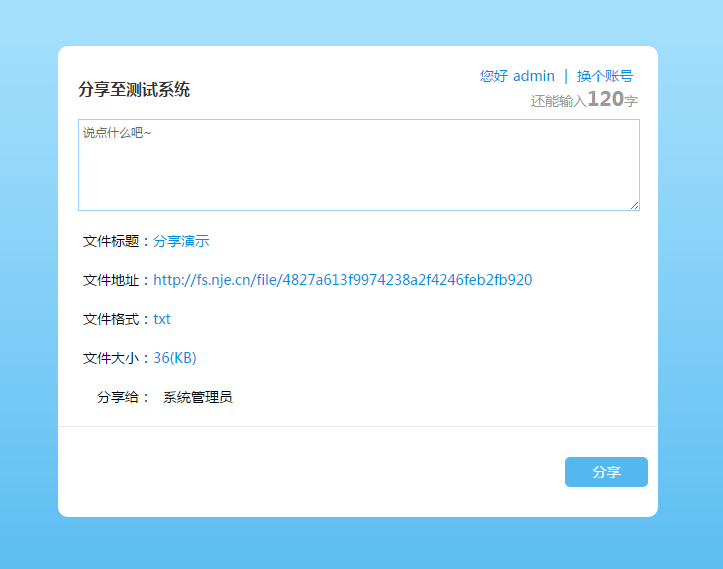 您好 admin | 换个账号
分享至测试系统
还能输入120字
说点什么吧~
文件标题：分享演示
文件地址：http://fs.nje.cn/file/4827a613f9974238a2f4246feb2fb920
文件格式：txt
文件大小：36(KB)
分享给： 系统管理员
分享